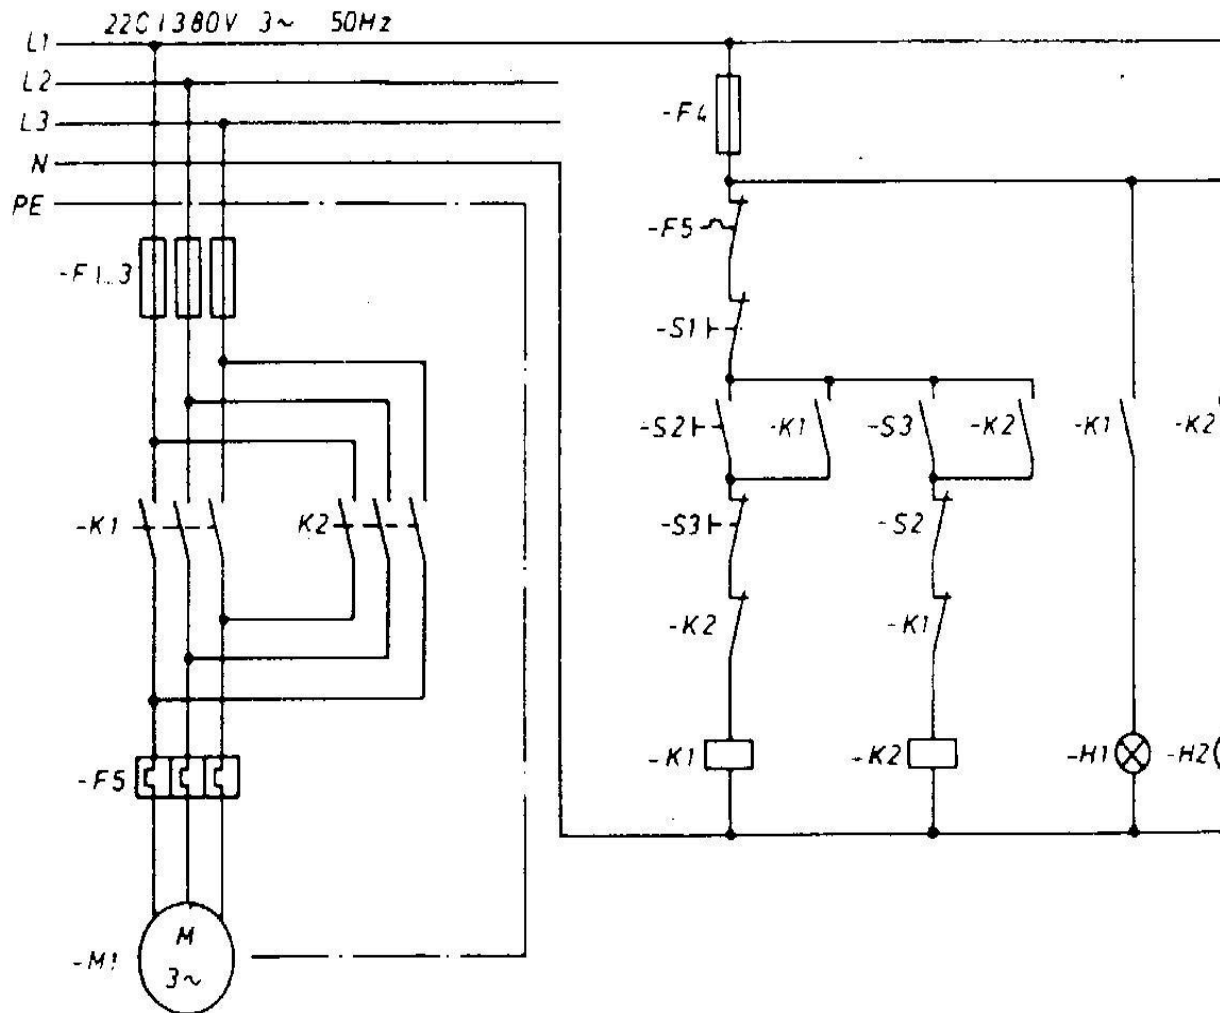 220/380V 3~ 50Hz
L1
L2
L3
N
PE
-F4
-F5
-F1...3
-S1
-S2
-K1
-S3
-K2
-K1
-K2
-K1
K2
-S3
-S2
-K2
-K1
-F5
-K1
-K2
-H1
-H2
-M1
M
3~